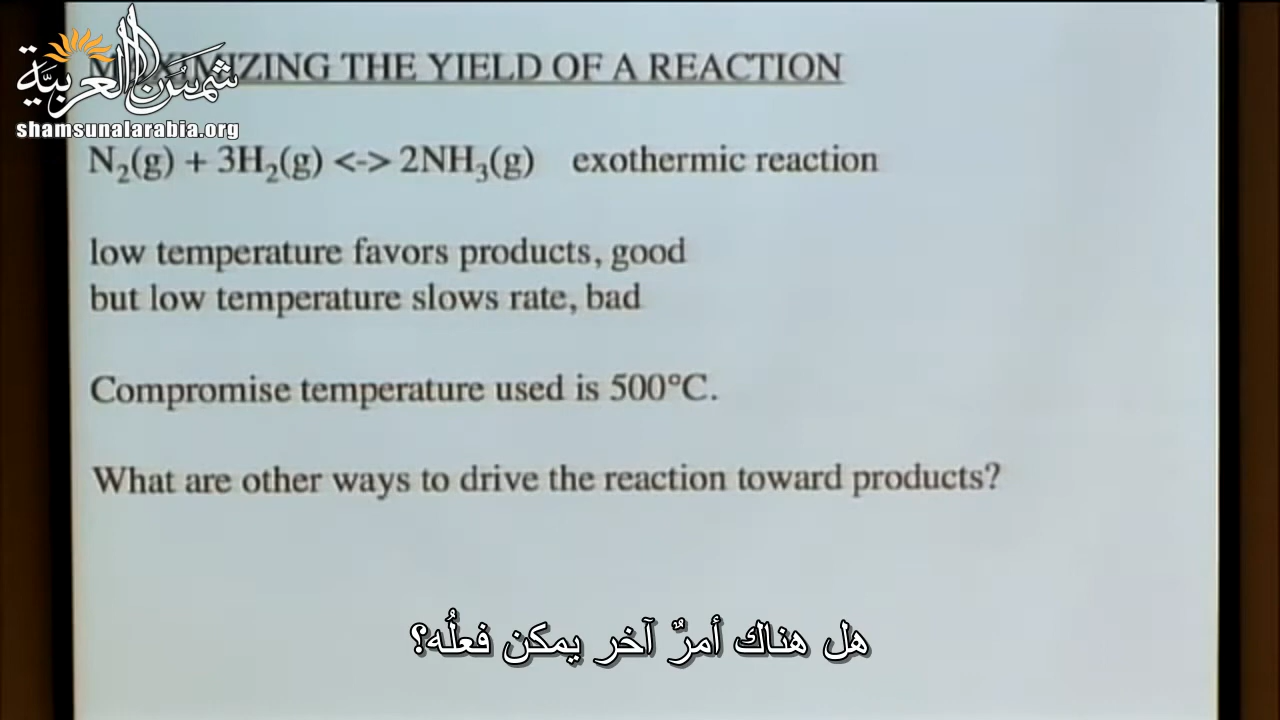 شمس العربية
shamsunalarabia.org
MAXIMIZING THE YIELD OF A REACTION
N₂(g) + 3H₂(g) <-> 2NH₃(g) exothermic reaction
low temperature favors products, good
but low temperature slows rate, bad
Compromise temperature used is 500°C.
What are other ways to drive the reaction toward products?
هل هناك أمرٌ آخر يمكن فعلُه؟